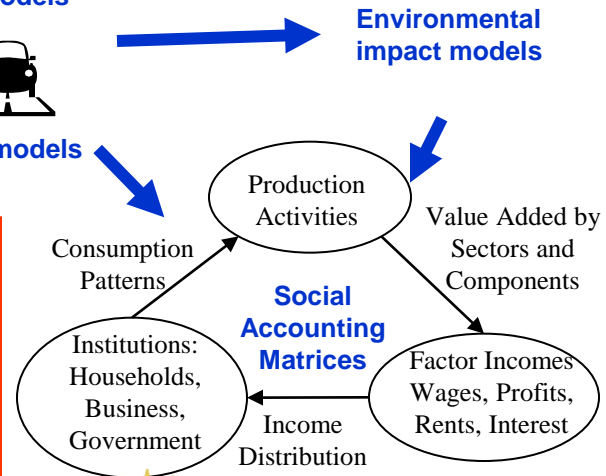 odels
Environmental
impact models
models
Production
Activities
Value Added by
Sectors and
Components
Consumption
Patterns
Social
Accounting
Matrices
Institutions:
Households,
Business,
Government
Factor Incomes
Wages, Profits,
Rents, Interest
Income
Distribution